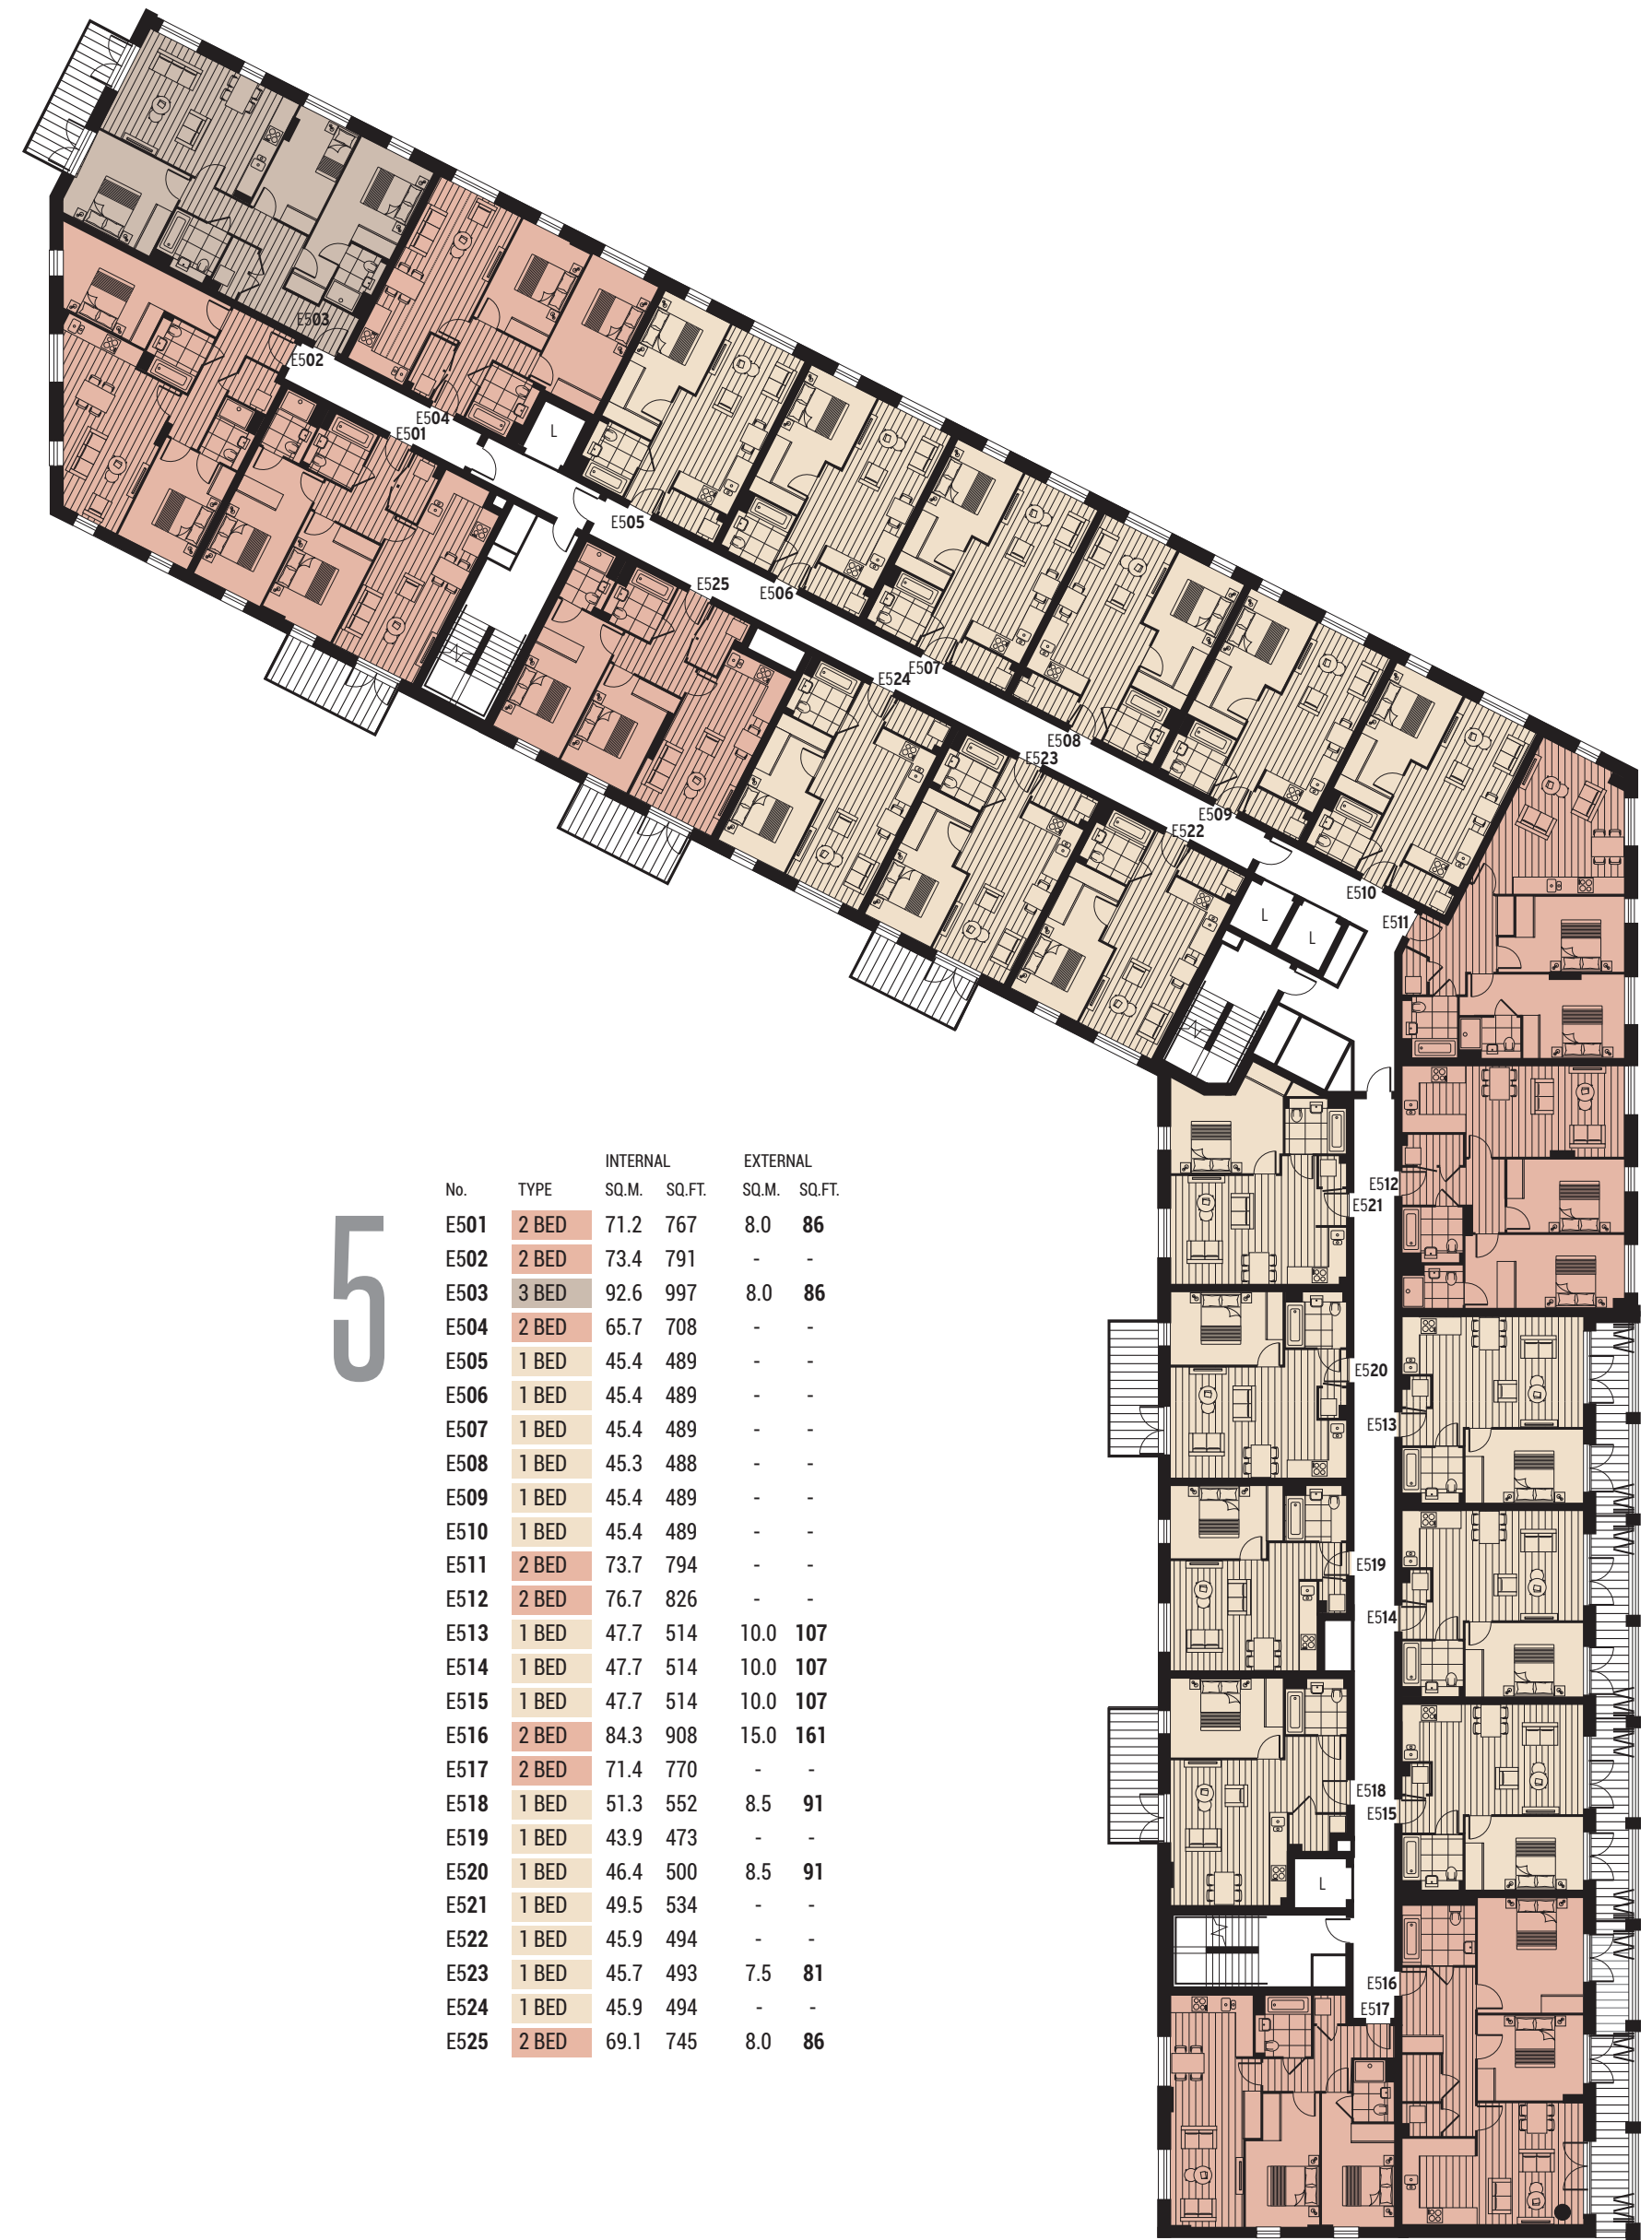 E503
E502
E504
E501
L
E505
E525
E506
E507
E524
E508
E523
E509
E522
E510
E511
L
L
E512
E521
E520
E513
E519
E514
E518
E515
L
E516
E517
5
INTERNAL EXTERNAL
No. TYPE SQ.M. SQ.FT. SQ.M. SQ.FT.
E501 2 BED 71.2 767 8.0 86
E502 2 BED 73.4 791 - -
E503 3 BED 92.6 997 8.0 86
E504 2 BED 65.7 708 - -
E505 1 BED 45.4 489 - -
E506 1 BED 45.4 489 - -
E507 1 BED 45.4 489 - -
E508 1 BED 45.3 488 - -
E509 1 BED 45.4 489 - -
E510 1 BED 45.4 489 - -
E511 2 BED 73.7 794 - -
E512 2 BED 76.7 826 - -
E513 1 BED 47.7 514 10.0 107
E514 1 BED 47.7 514 10.0 107
E515 1 BED 47.7 514 10.0 107
E516 2 BED 84.3 908 15.0 161
E517 2 BED 71.4 770 - -
E518 1 BED 51.3 552 8.5 91
E519 1 BED 43.9 473 - -
E520 1 BED 46.4 500 8.5 91
E521 1 BED 49.5 534 - -
E522 1 BED 45.9 494 - -
E523 1 BED 45.7 493 7.5 81
E524 1 BED 45.9 494 - -
E525 2 BED 69.1 745 8.0 86